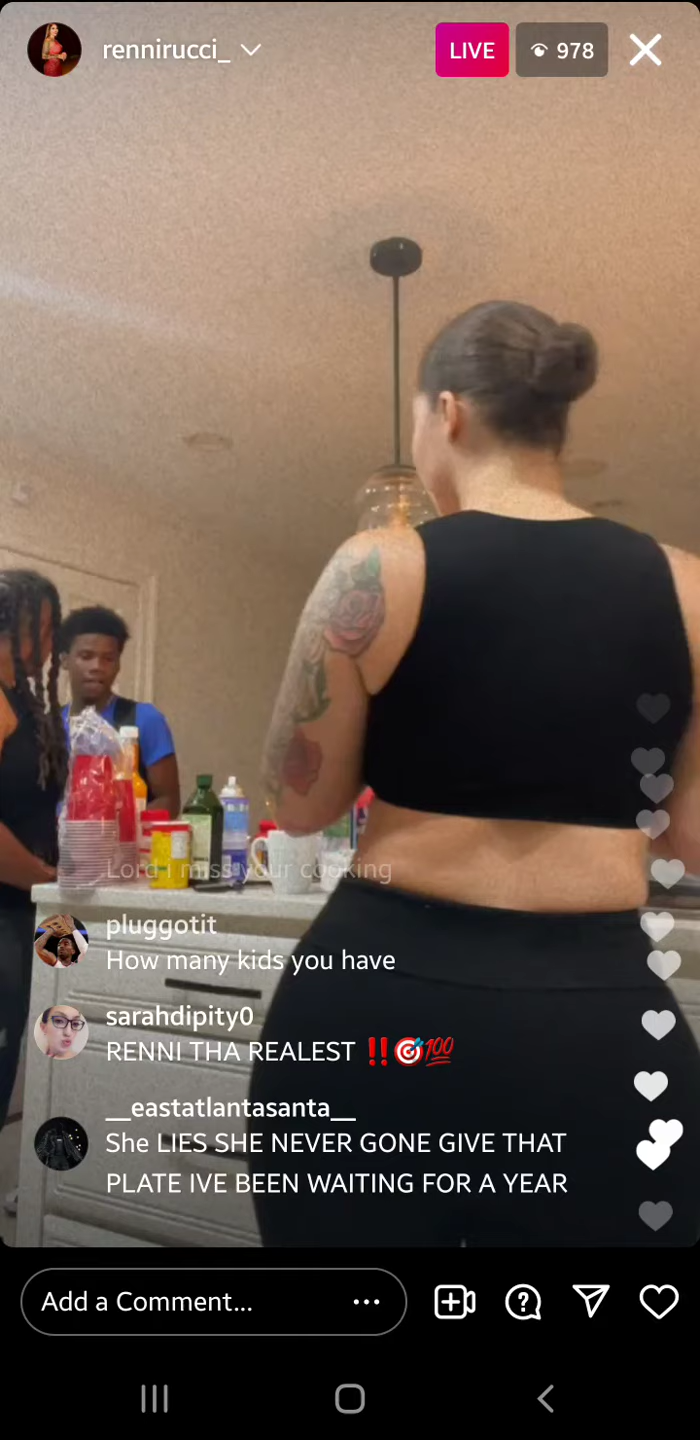 rennirucci_
LIVE
978
Lord i miss your cooking
pluggotit
How many kids you have
sarahdipity0
RENNI THA REALEST ‼️🎯💯
__eastatlantasanta__
She LIES SHE NEVER GONE GIVE THAT
PLATE IVE BEEN WAITING FOR A YEAR
Add a Comment...